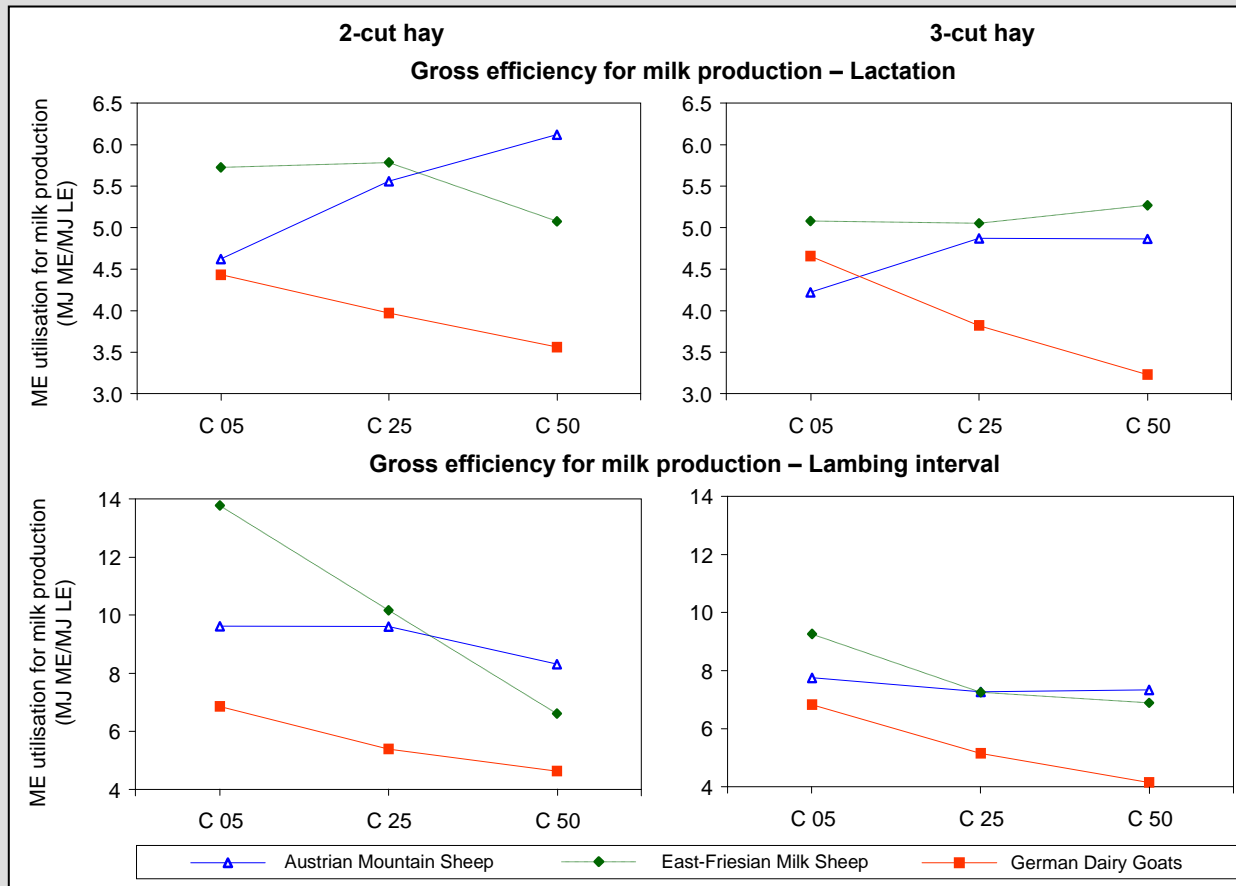 2-cut hay
3-cut hay
Gross efficiency for milk production – Lactation
ME utilisation for milk production
(MJ ME/MJ LE)
6.5
6.0
5.5
5.0
4.5
4.0
3.5
3.0
C 05
C 25
C 50
6.5
6.0
5.5
5.0
4.5
4.0
3.5
3.0
C 05
C 25
C 50
Gross efficiency for milk production – Lambing interval
ME utilisation for milk production
(MJ ME/MJ LE)
14
12
10
8
6
4
C 05
C 25
C 50
14
12
10
8
6
4
C 05
C 25
C 50
Austrian Mountain Sheep
East-Friesian Milk Sheep
German Dairy Goats